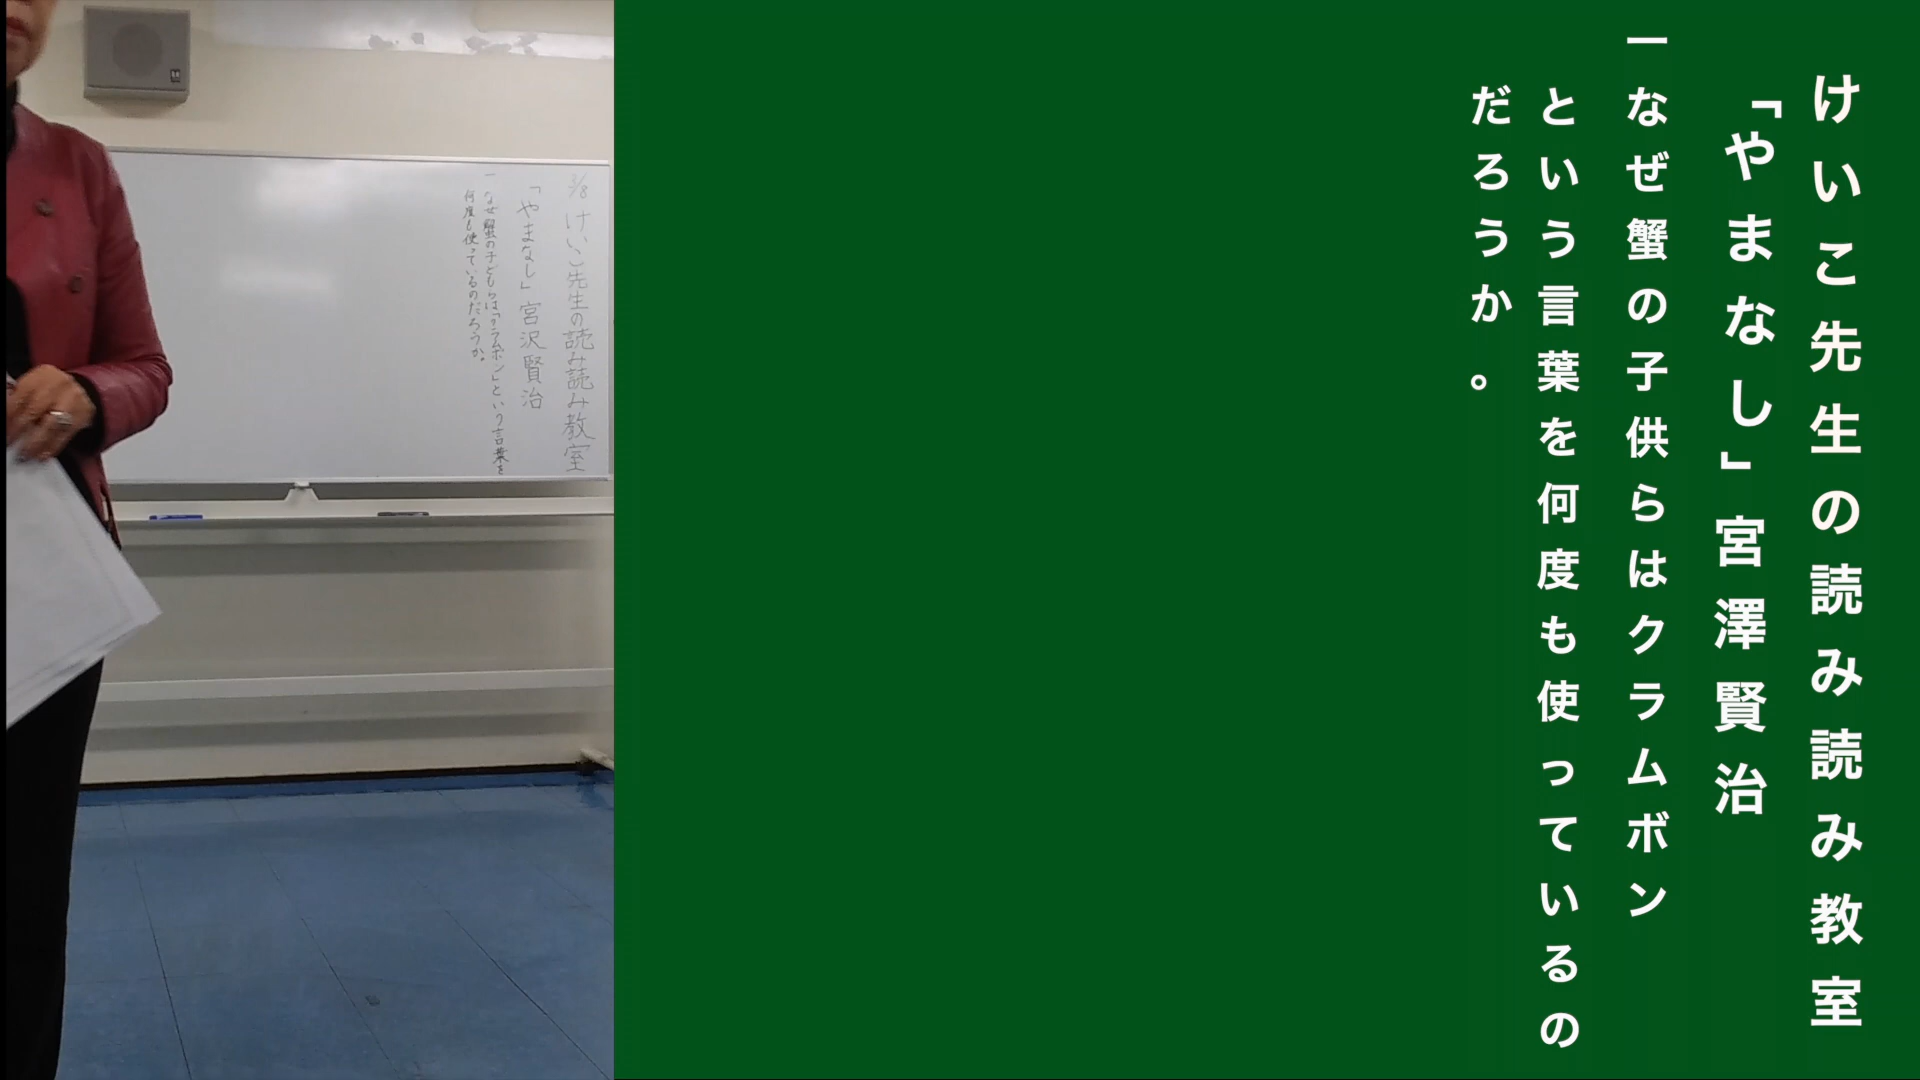 けいこ先生の読み読み教室
「やまなし」宮澤賢治
一 なぜ蟹の子供らはクラムボン
という言葉を何度も使っているの
だろうか。
3/8 けいこ先生の読み読み教室
「やまなし」宮沢賢治
一 なぜ蟹の子どもらは「クラムボン」という言葉を
何度も使っているのだろうか。